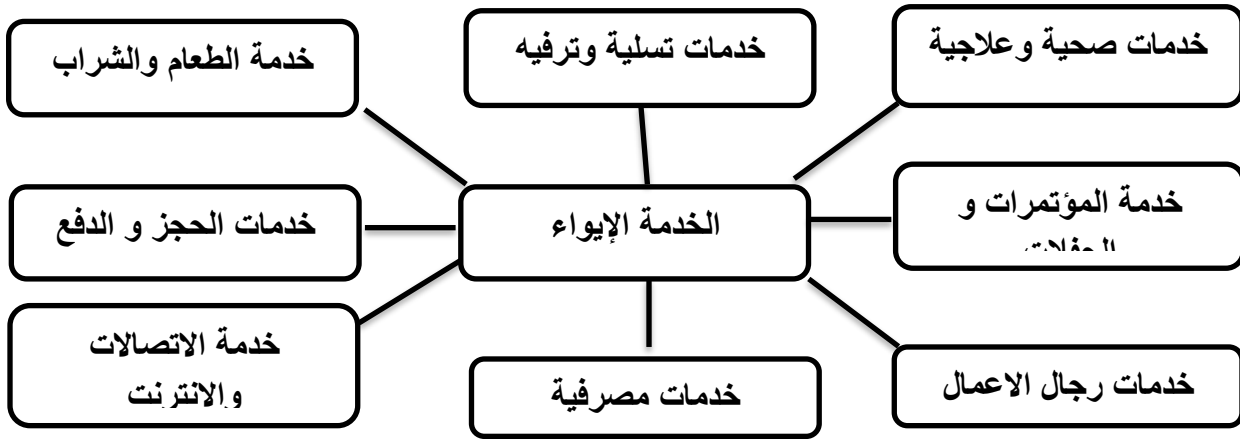 خدمات صحية وعلاجية
خدمات تسلية وترفيه
خدمة الطعام والشراب
خدمة المؤتمرات و
الحفلات
الخدمة الإيواء
خدمات الحجز و الدفع
خدمة الاتصالات
والانترنت
خدمات مصرفية
خدمات رجال الاعمال